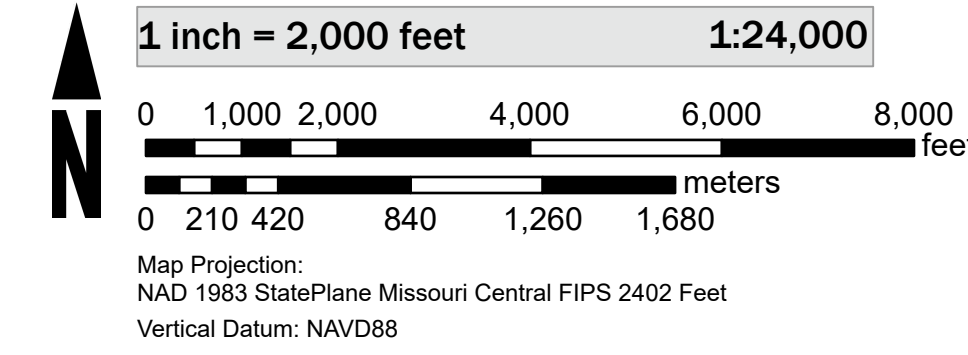 1 inch = 2,000 feet 1:24,000
0 1,000 2,000 4,000 6,000 8,000
feet
meters
0 210 420 840 1,260 1,680
N
Map Projection:
NAD 1983 StatePlane Missouri Central FIPS 2402 Feet
Vertical Datum: NAVD88